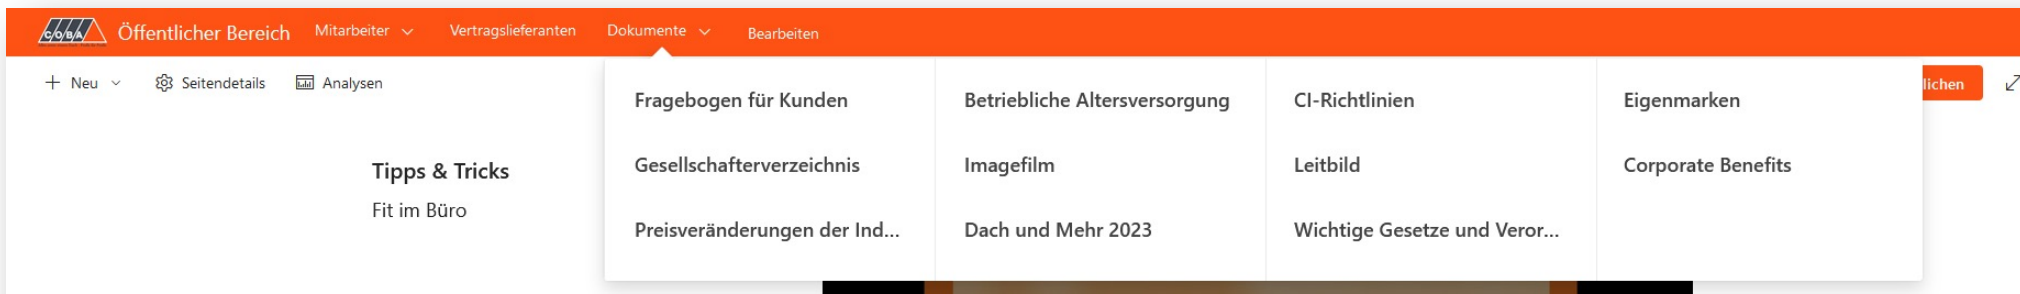 COBA Öffentlicher Bereich Mitarbeiter Vertragslieferanten Dokumente Bearbeiten
Neu Seitendetails Analysen
lichen
Tipps & Tricks
Fit im Büro
Fragebogen für Kunden
Gesellschafterverzeichnis
Preisveränderungen der Ind...
Betriebliche Altersversorgung
Imagefilm
Dach und Mehr 2023
CI-Richtlinien
Leitbild
Wichtige Gesetze und Veror...
Eigenmarken
Corporate Benefits